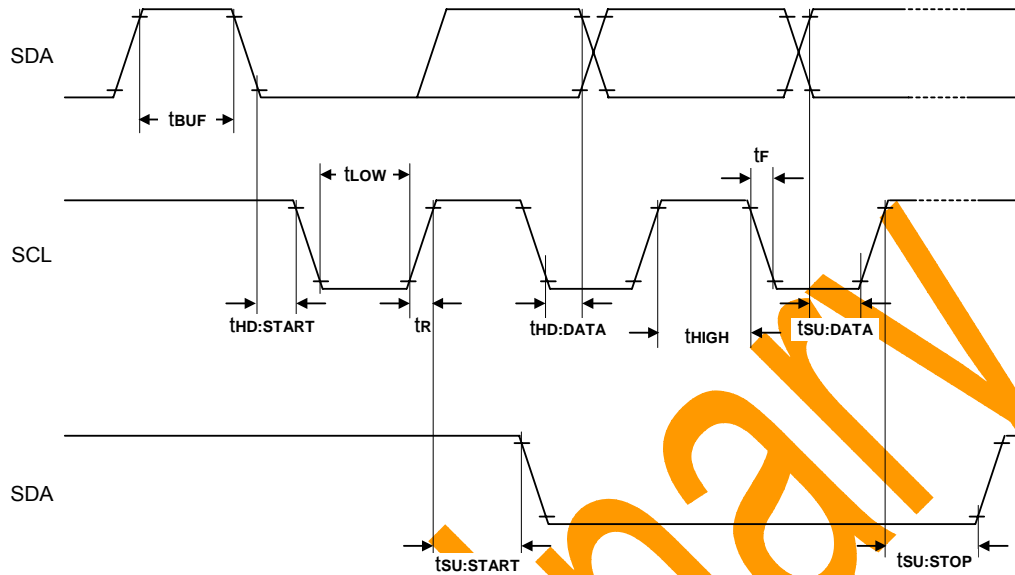 SDA
tBUF
tF
tLOW
SCL
tHD:START
tR
tHD:DATA
tHIGH
tSU:DATA
SDA
tSU:START
tSU:STOP